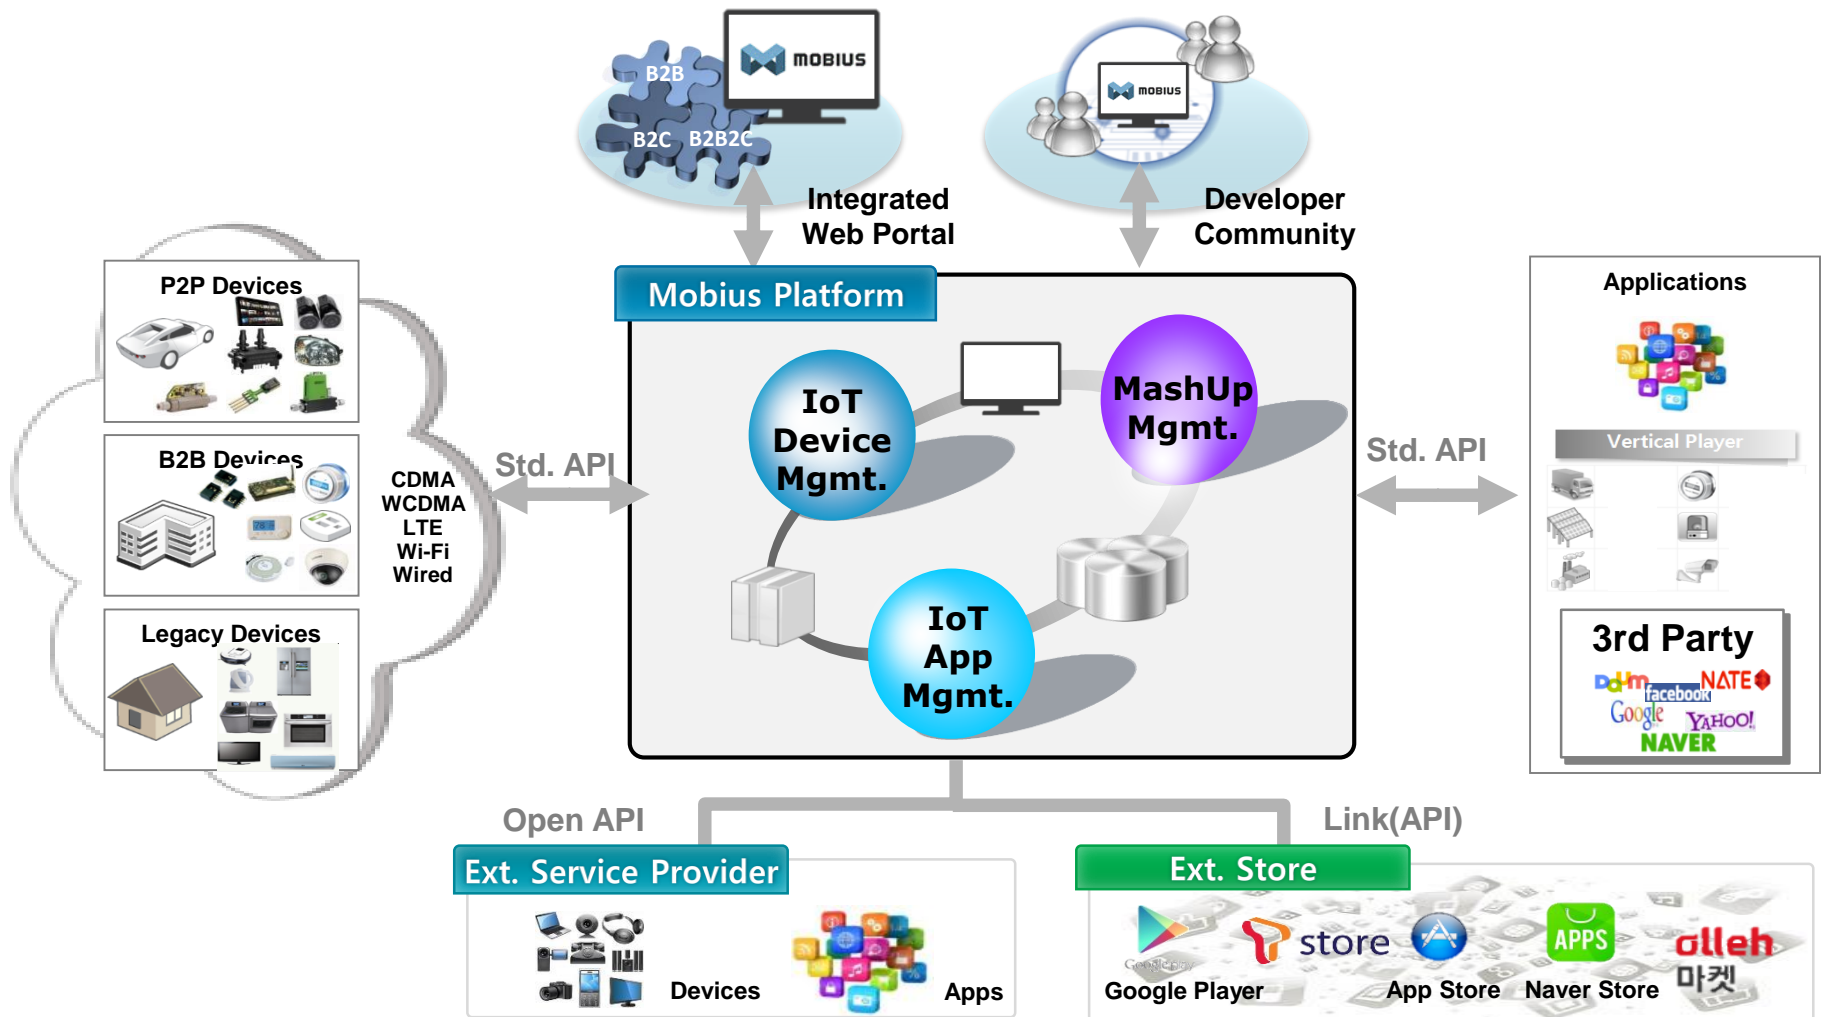 B2B
B2C B2B2C
MOBIUS
MOBIUS
Integrated
Web Portal
Developer
Community
P2P Devices
B2B Devices
Legacy Devices
CDMA
WCDMA
LTE
Wi-Fi
Wired
Std. API
Mobius Platform
IoT
Device
Mgmt.
MashUp
Mgmt.
IoT
App
Mgmt.
Std. API
Applications
Vertical Player
3rd Party
Daum
NATE
facebook
Google
YAHOO!
NAVER
Open API
Link(API)
Ext. Service Provider
Devices
Apps
Ext. Store
Google Play
Google Player
T store
App Store
APPS
Naver Store
olleh
마켓